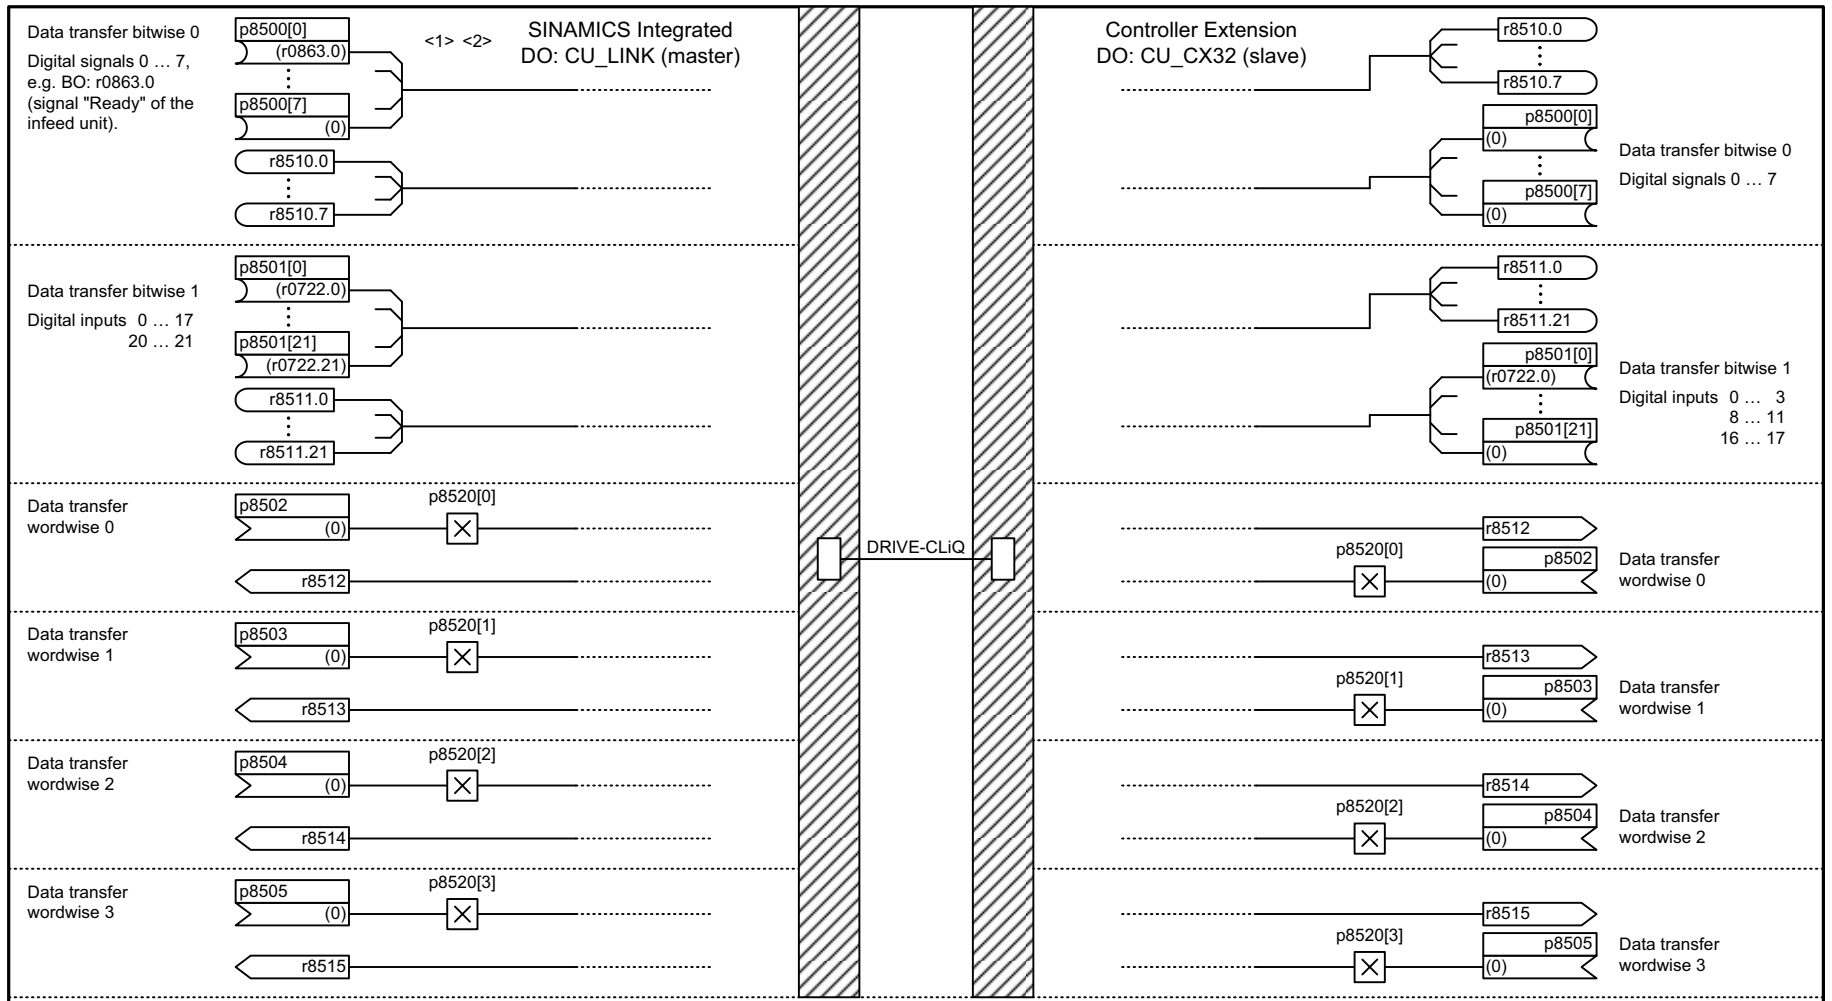 SINAMICS Integrated
DO: CU_LINK (master)
Controller Extension
DO: CU_CX32 (slave)
<1> <2>
Data transfer bitwise 0
Digital signals 0 … 7,
e.g. BO: r0863.0
(signal "Ready" of the
infeed unit).
p8500[0]
(r0863.0)
p8500[7]
(0)
r8510.0
r8510.7
r8510.0
r8510.7
p8500[0]
(0)
p8500[7]
(0)
Data transfer bitwise 0
Digital signals 0 … 7
Data transfer bitwise 1
Digital inputs 0 … 17
20 … 21
p8501[0]
(r0722.0)
p8501[21]
(r0722.21)
r8511.0
r8511.21
r8511.0
r8511.21
p8501[0]
(r0722.0)
p8501[21]
(0)
Data transfer bitwise 1
Digital inputs 0 … 3
8 … 11
16 … 17
Data transfer
wordwise 0
p8502
(0)
p8520[0]
r8512
DRIVE-CLiQ
r8512
p8520[0]
p8502
(0)
Data transfer
wordwise 0
Data transfer
wordwise 1
p8503
(0)
p8520[1]
r8513
r8513
p8520[1]
p8503
(0)
Data transfer
wordwise 1
Data transfer
wordwise 2
p8504
(0)
p8520[2]
r8514
r8514
p8520[2]
p8504
(0)
Data transfer
wordwise 2
Data transfer
wordwise 3
p8505
(0)
p8520[3]
r8515
r8515
p8520[3]
p8505
(0)
Data transfer
wordwise 3